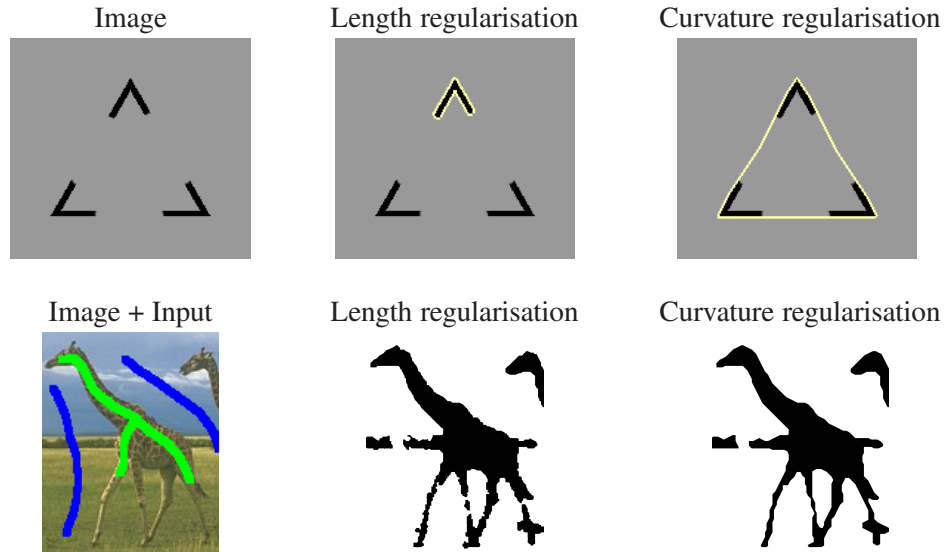 Image
Length regularisation
Curvature regularisation
Image + Input
Length regularisation
Curvature regularisation